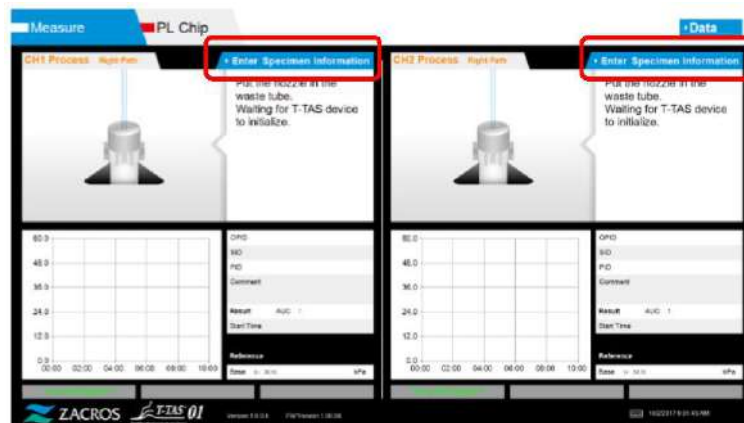 Measure
PL Chip
Data
CH1 Process Right Path
Enter Specimen Information
Put the nozzle in the
waste tube.
Waiting for T-TAS device
to initialize.
CH2 Process Right Path
Enter Specimen Information
Put the nozzle in the
waste tube.
Waiting for T-TAS device
to initialize.
60.0
48.0
36.0
24.0
12.0
0.0
00:00 02:00 04:00 06:00 08:00 10:00
OPID
SID
PID
Comment
Result AUC :
Start Time
Reference
Base kPa
60.0
48.0
36.0
24.0
12.0
0.0
00:00 02:00 04:00 06:00 08:00 10:00
OPID
SID
PID
Comment
Result AUC :
Start Time
Reference
Base kPa
ZACROS T-TAS 01